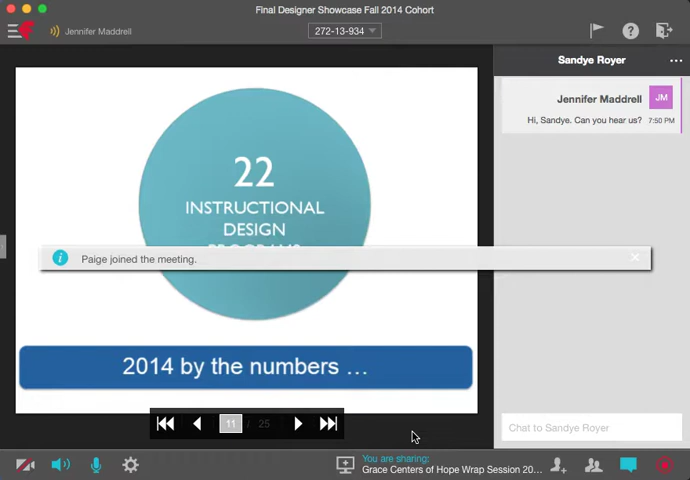 Final Designer Showcase Fall 2014 Cohort
Jennifer Maddrell
272-13-934
Sandye Royer
Jennifer Maddrell
JM
Hi, Sandye. Can you hear us?
7:50 PM
22
INSTRUCTIONAL
DESIGN
PROGRAMS
Paige joined the meeting.
2014 by the numbers …
11 / 25
Chat to Sandye Royer
You are sharing:
Grace Centers of Hope Wrap Session 20...